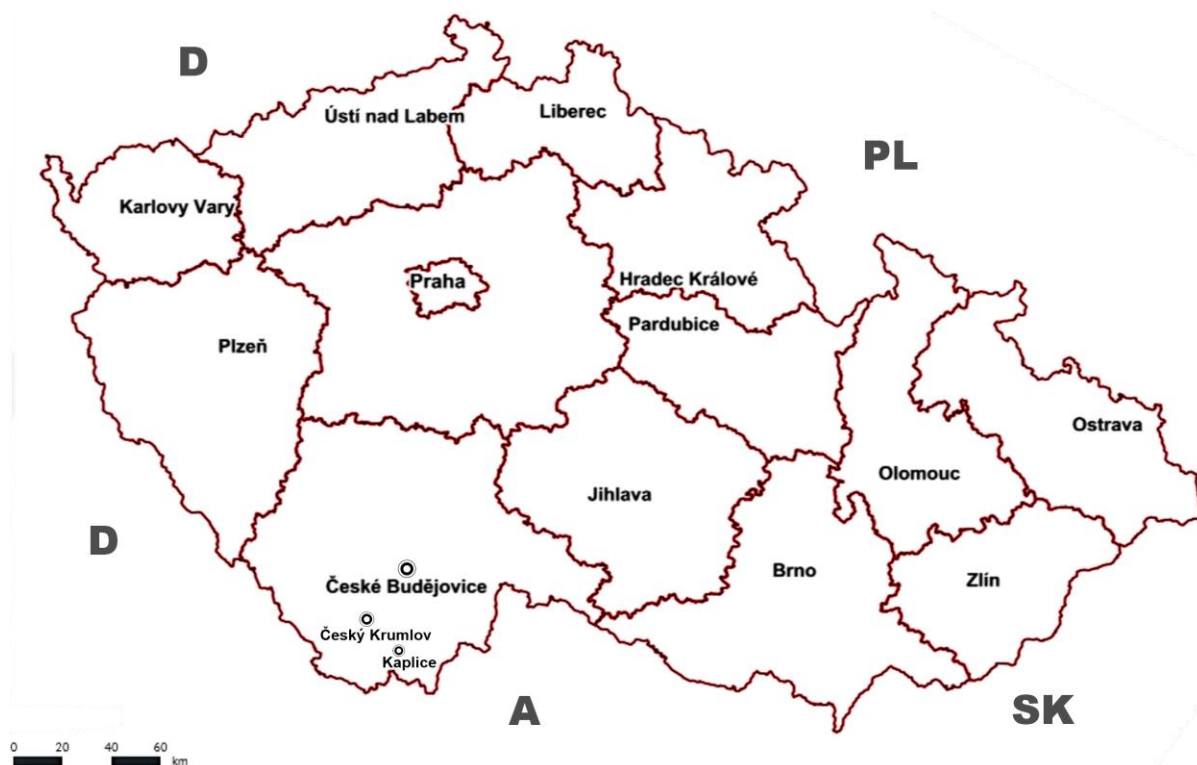 D
Ústí nad Labem
Liberec
PL
Karlovy Vary
Praha
Hradec Králové
Pardubice
Plzeň
Ostrava
Olomouc
Jihlava
D
Brno
Zlín
České Budějovice
Český Krumlov
Kaplice
A
SK
0 20 40 60
km